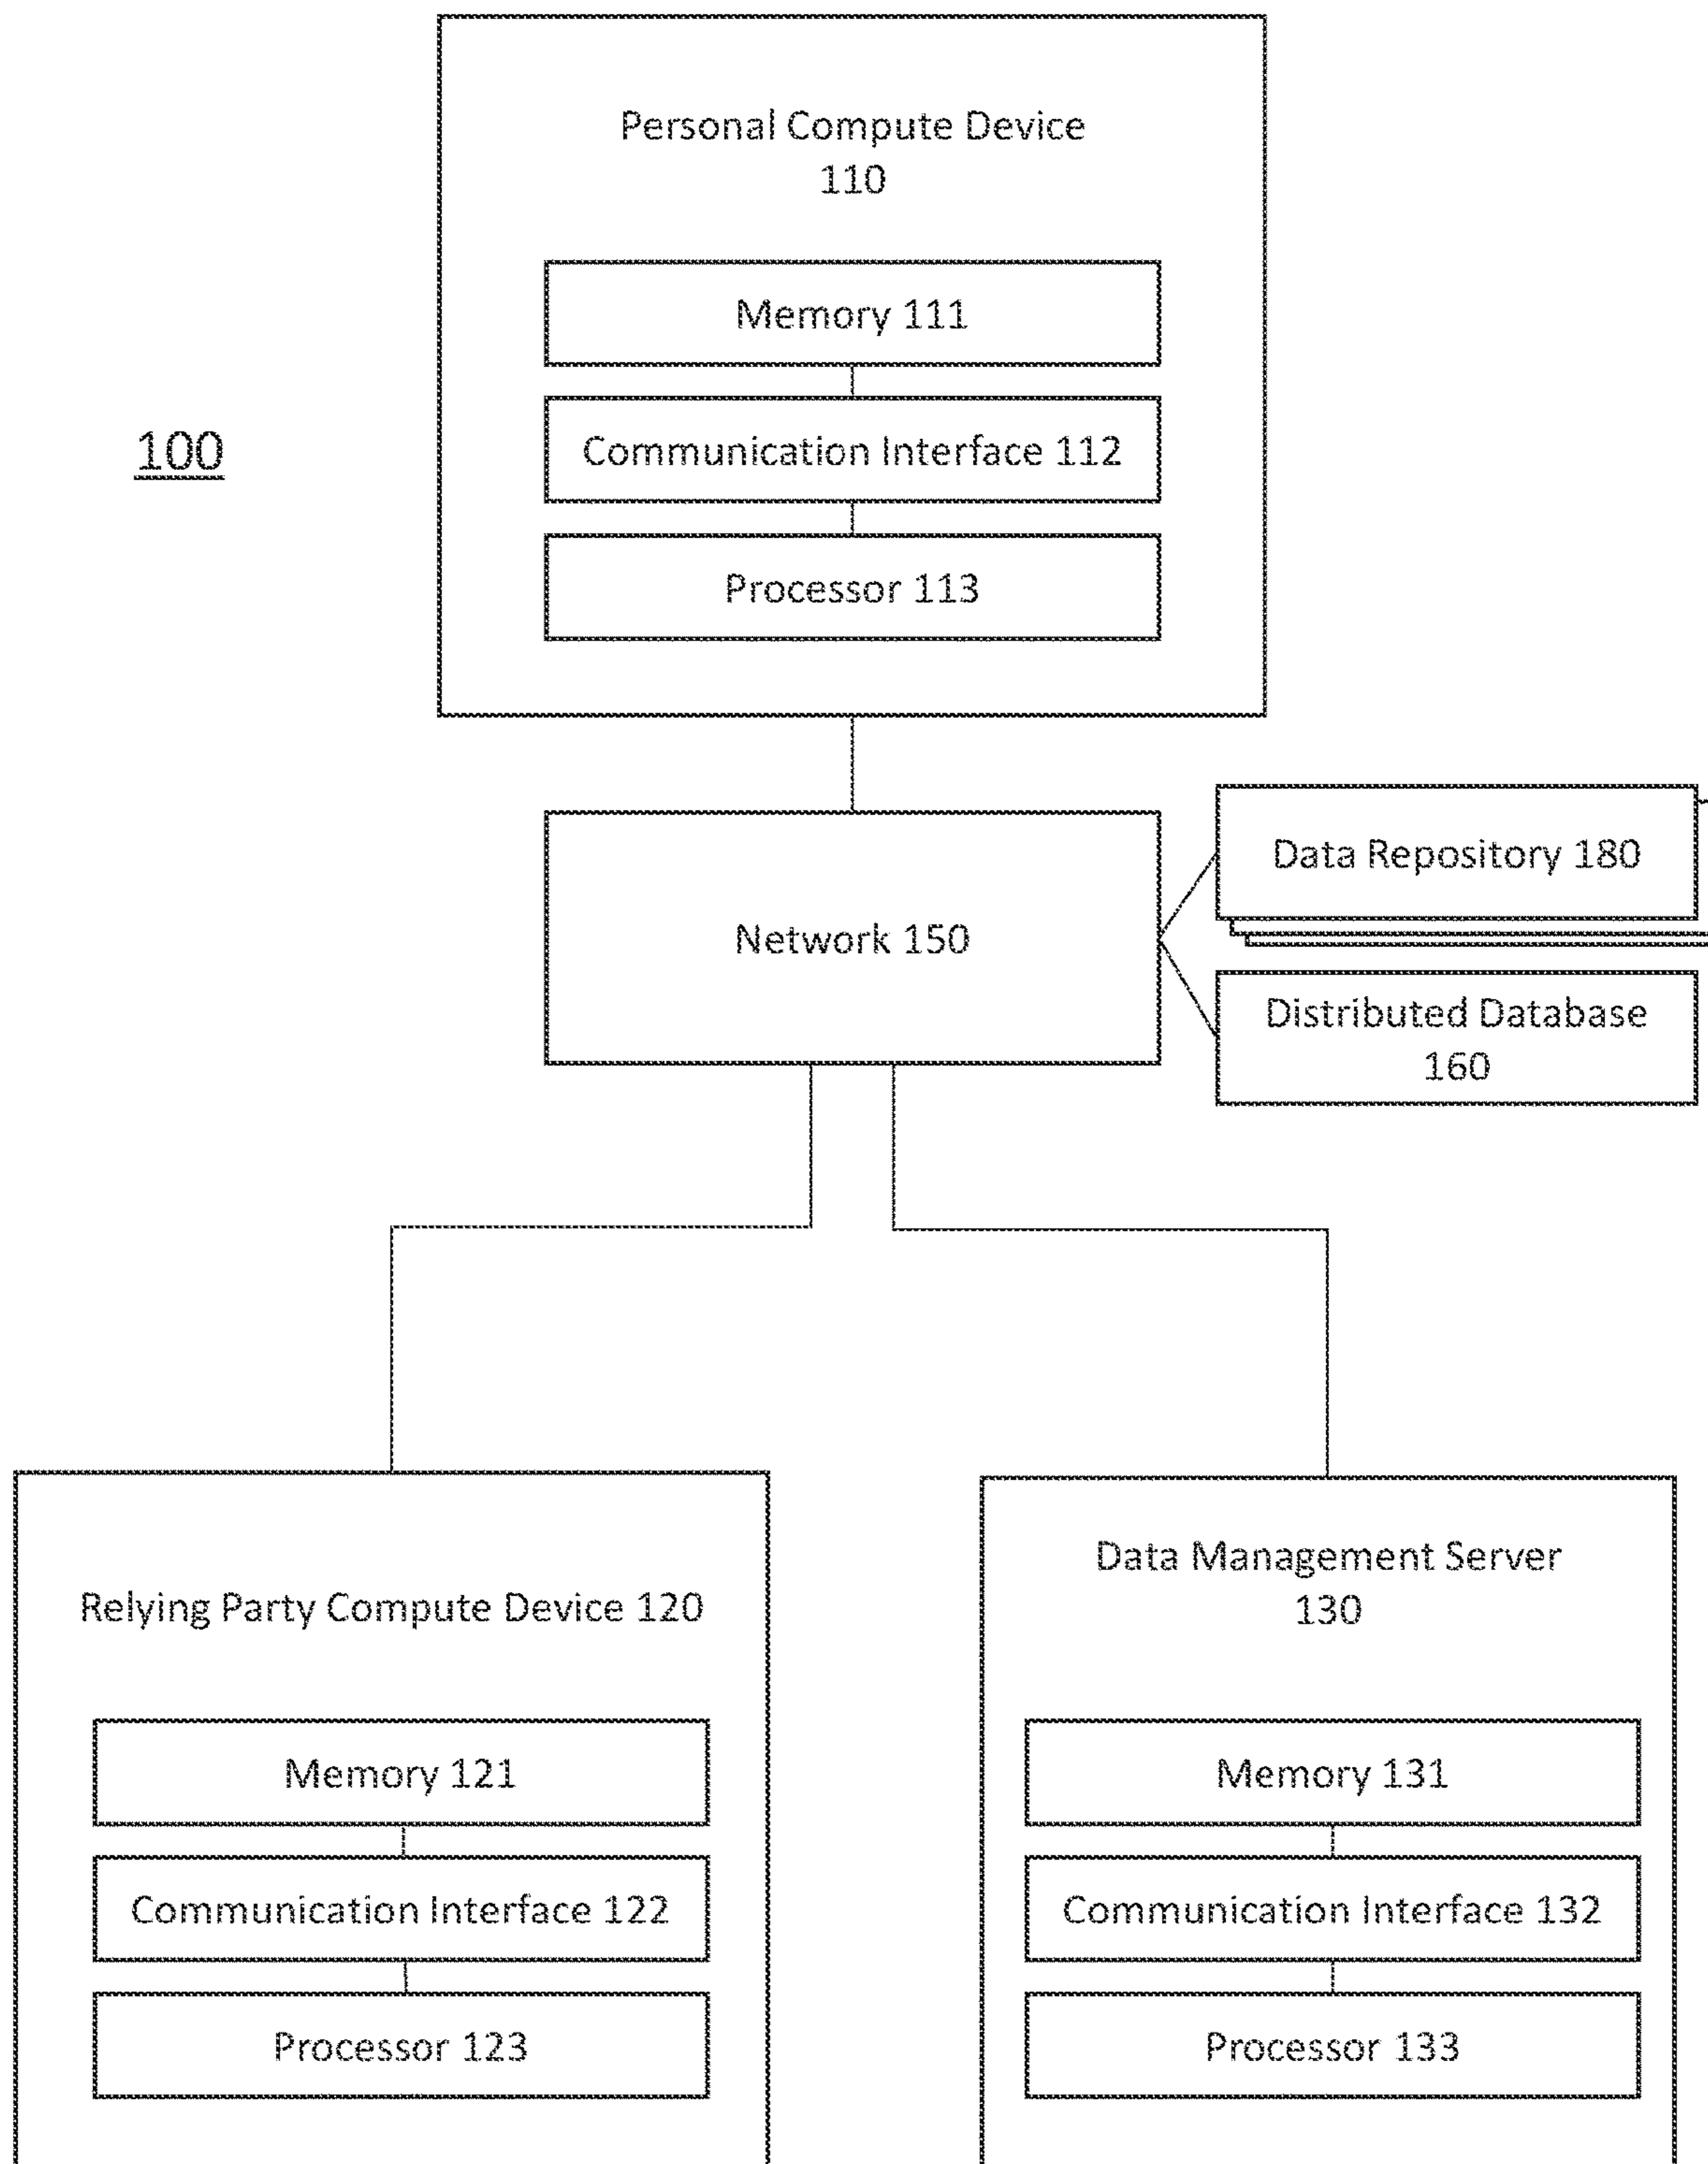 Personal Compute Device
110
Memory 111
100
Communication Interface 112
Processor 113
Data Repository 180
Network 150
Distributed Database
160
Data Management Server
130
Relying Party Compute Device 120
Memory 121
Memory 131
Communication Interface 122
Communication Interface 132
Processor 123
Processor 133